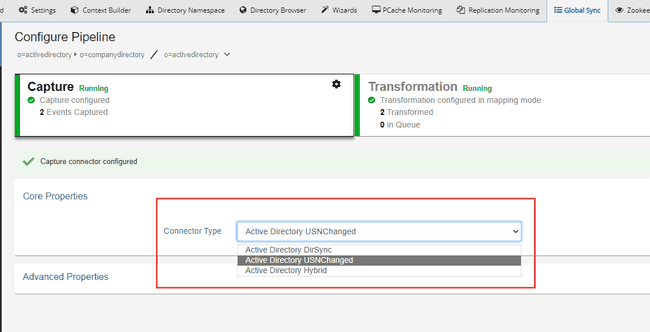 d Settings Context Builder Directory Namespace Directory Browser Wizards PCache Monitoring Replication Monitoring Global Sync Zookee
Configure Pipeline
o=activedirectory o=companydirectory / o=activedirectory
Capture Running
Capture configured
2 Events Captured
Transformation Running
Transformation configured in mapping mode
2 Transformed
0 in Queue
Capture connector configured
Core Properties
Connector Type Active Directory USNChanged
Active Directory DirSync
Active Directory USNChanged
Active Directory Hybrid
Advanced Properties